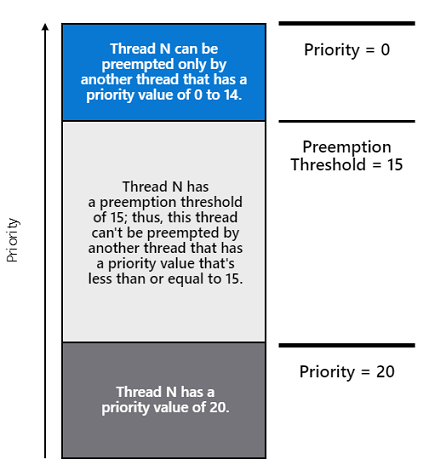 Thread N can be
preempted only by
another thread that has a
priority value of 0 to 14.
Priority = 0
Preemption
Threshold = 15
Thread N has
a preemption threshold
of 15; thus, this thread
can't be preempted by
another thread that has
a priority value that's
less than or equal to 15.
Priority
Thread N has a
priority value of 20.
Priority = 20